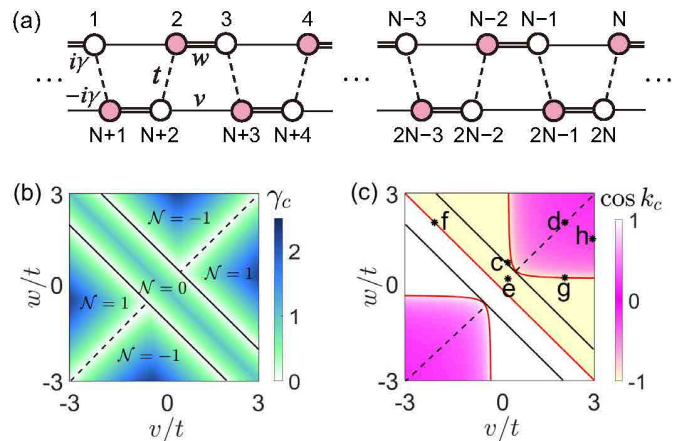 (a)
1 2 3 4 N−3 N−2 N−1 N
iγ t w
... ... ...
−iγ v
N+1 N+2 N+3 N+4 2N−3 2N−2 2N−1 2N
(b) γc (c) cos kc
3 2 3 1
𝒩 = −1 f d
h
w/t 0 𝒩 = 1 𝒩 = 0 𝒩 = 1 1 w/t 0 c e g 0
𝒩 = −1
-3 0 -3 -1
-3 0 3 -3 0 3
v/t v/t